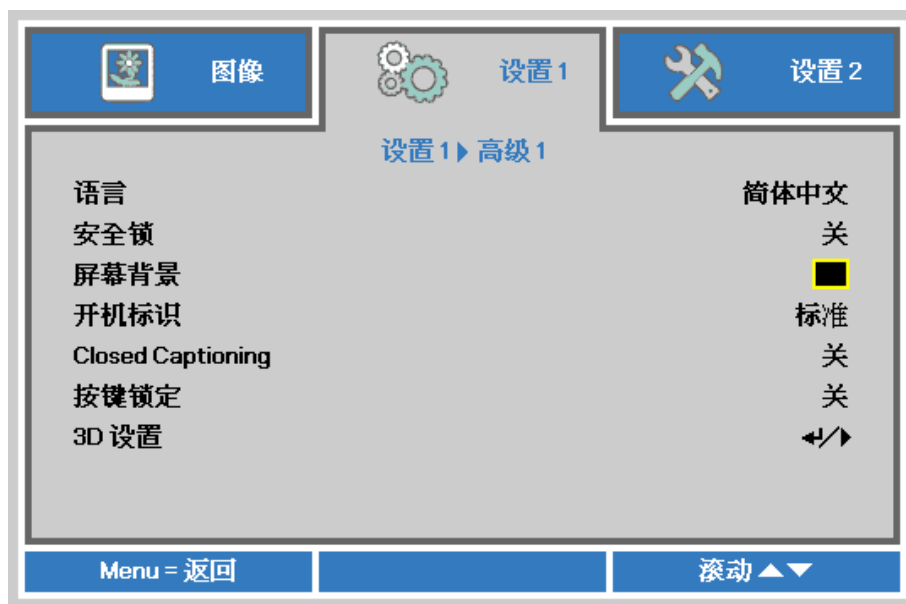 图像 设置 1 设置 2
设置 1 高级 1
语言 简体中文
安全锁 关
屏幕背景
开机标识 标准
Closed Captioning 关
按键锁定 关
3D 设置 /
Menu = 返回 滚动